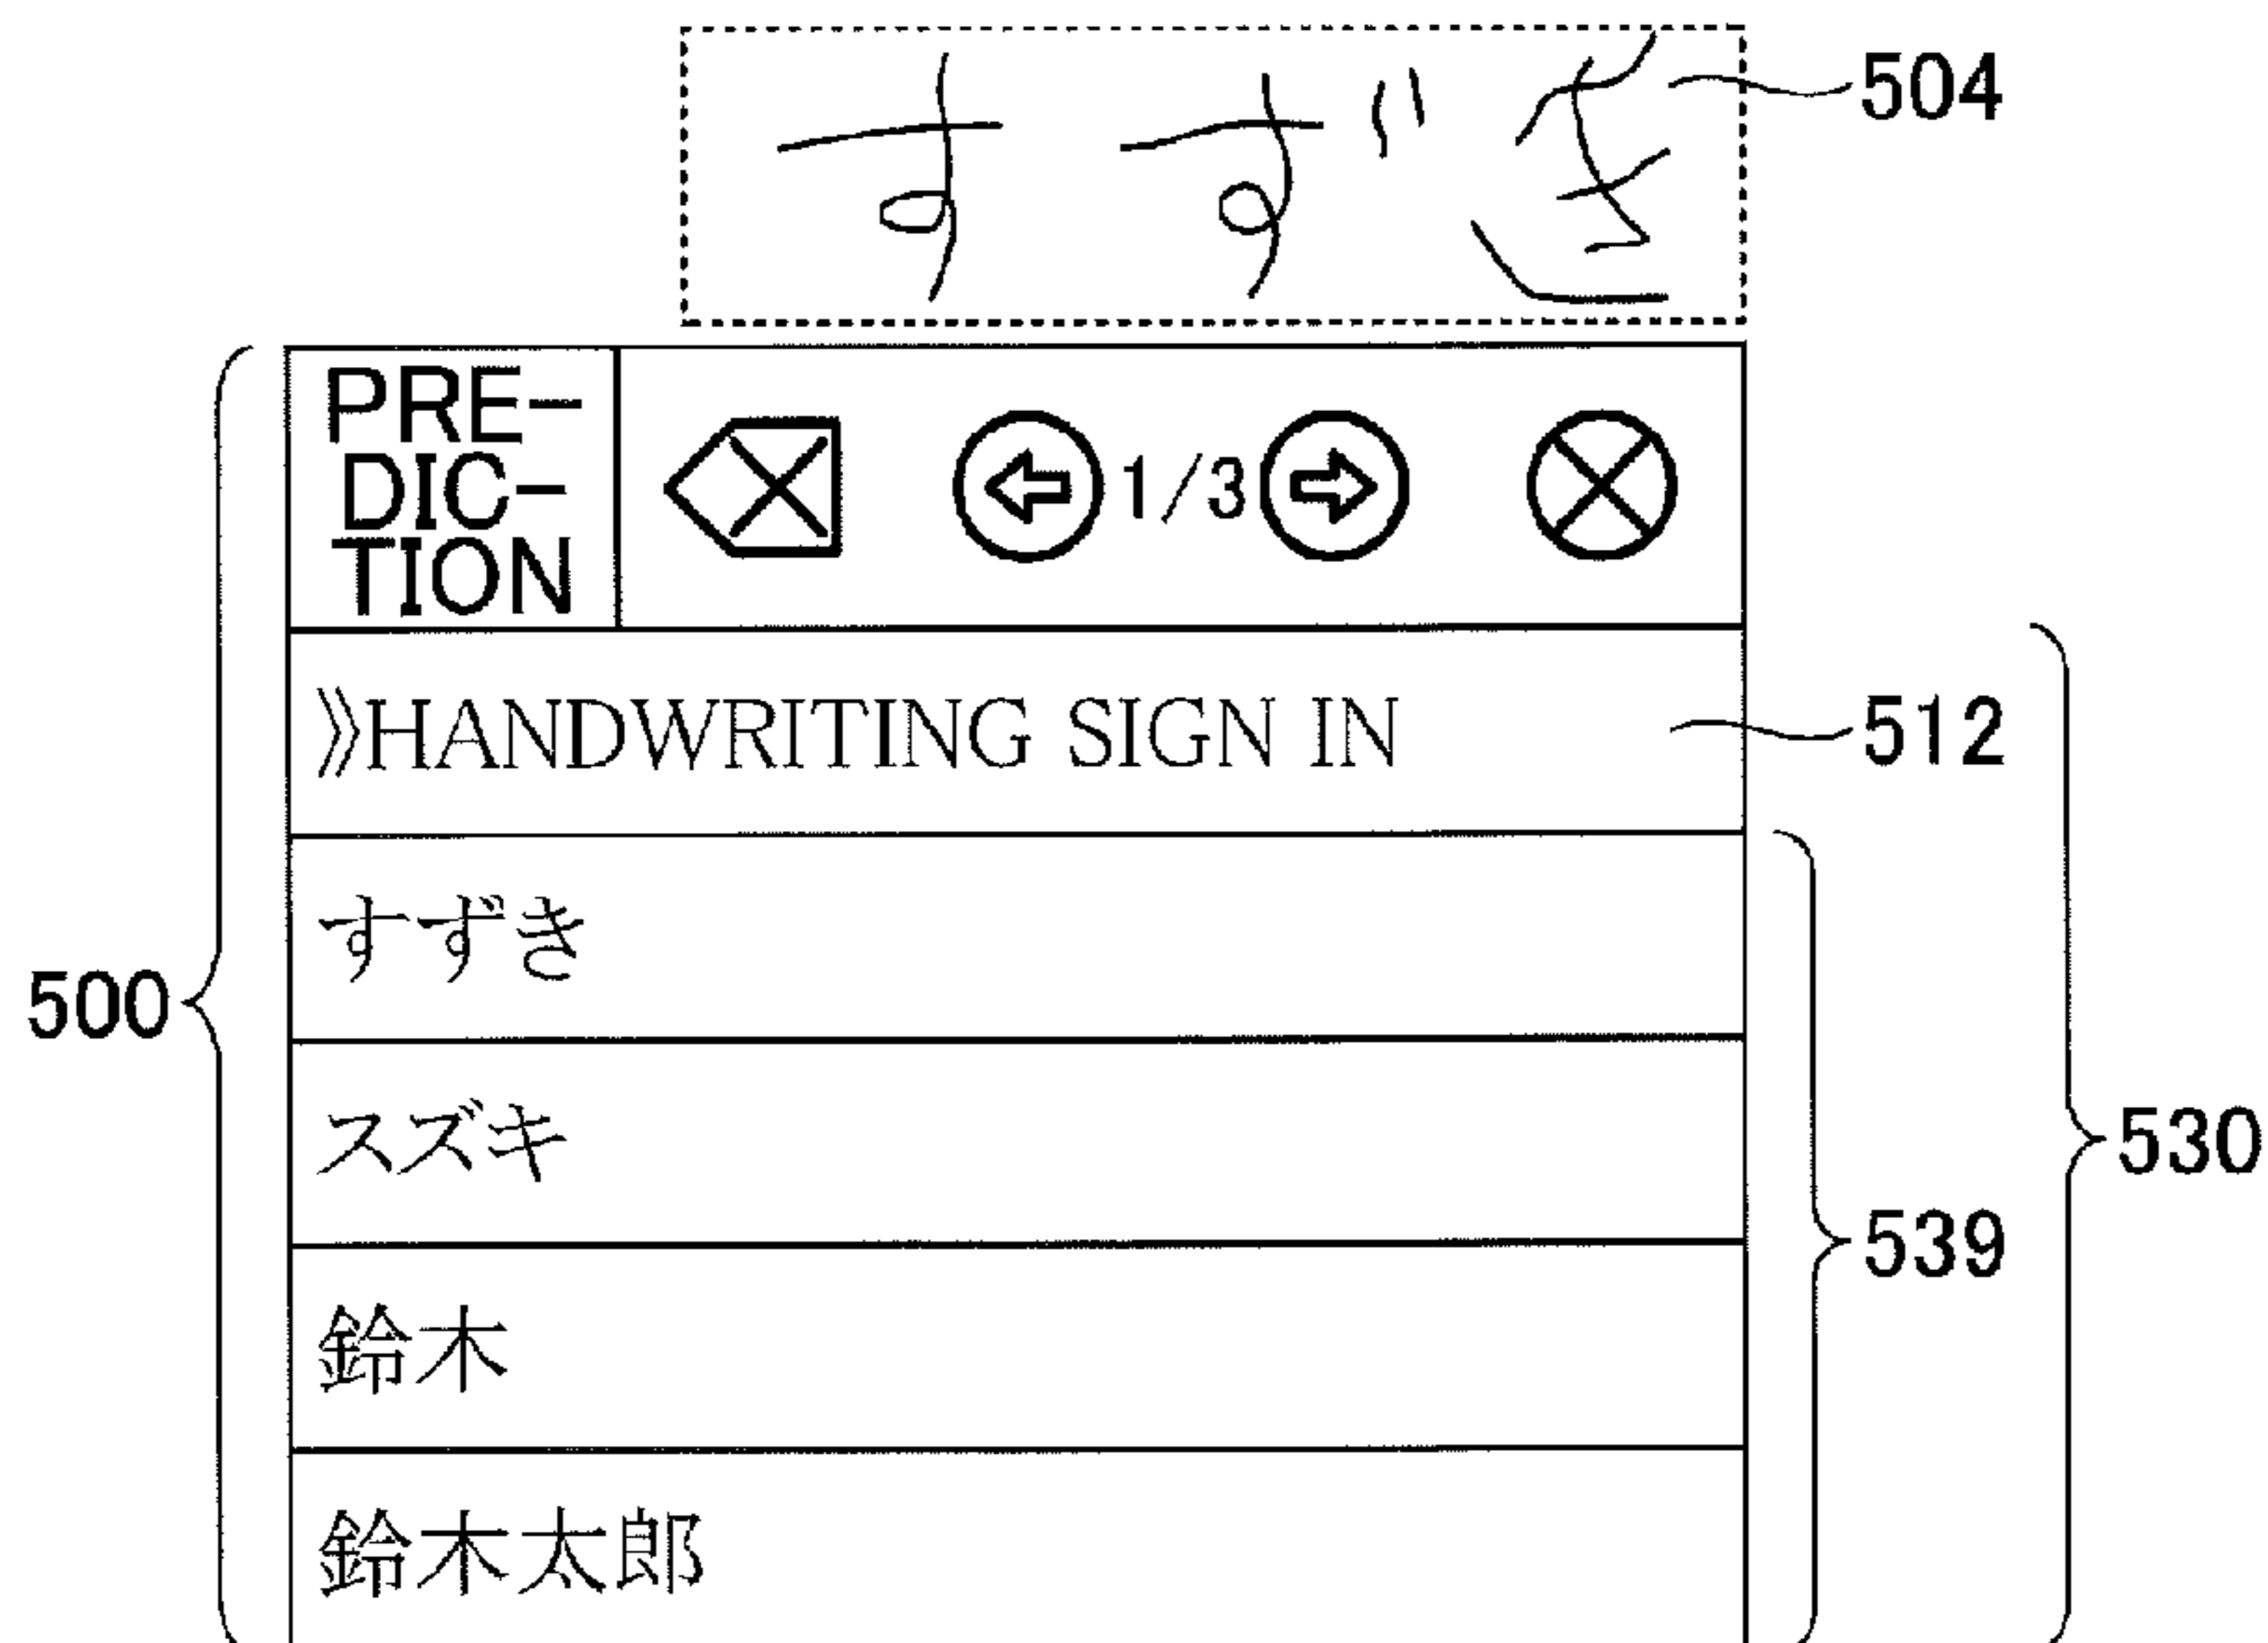 すずき
504
PRE-
DIC-
TION
1/3
》HANDWRITING SIGN IN
512
すずき
500
スズキ
530
539
鈴木
鈴木太郎